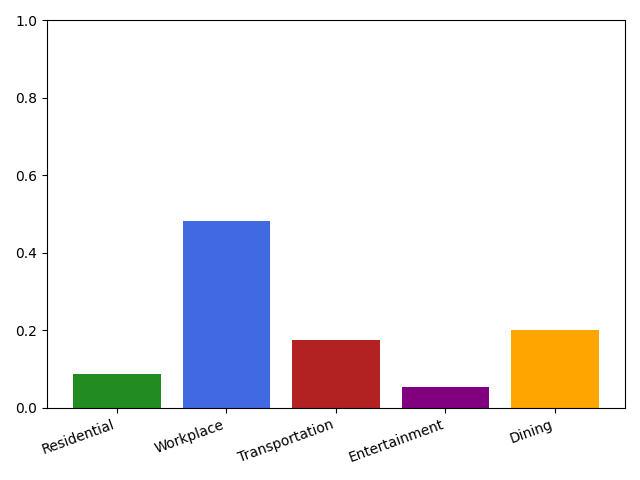 1.0
0.8
0.6
0.4
0.2
0.0
Residential
Workplace
Transportation
Entertainment
Dining